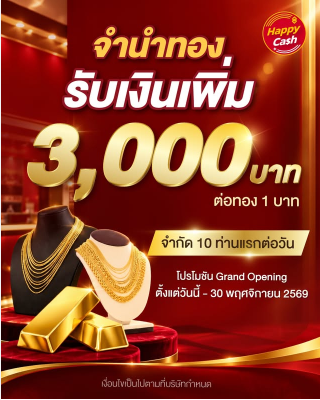 Happy
Cash
จำนำทอง
รับเงินเพิ่ม
3,000 บาท
ต่อทอง 1 บาท
จำกัด 10 ท่านแรกต่อวัน
โปรโมชัน Grand Opening
ตั้งแต่วันนี้ - 30 พฤศจิกายน 2569
เงื่อนไขเป็นไปตามที่บริษัทกำหนด